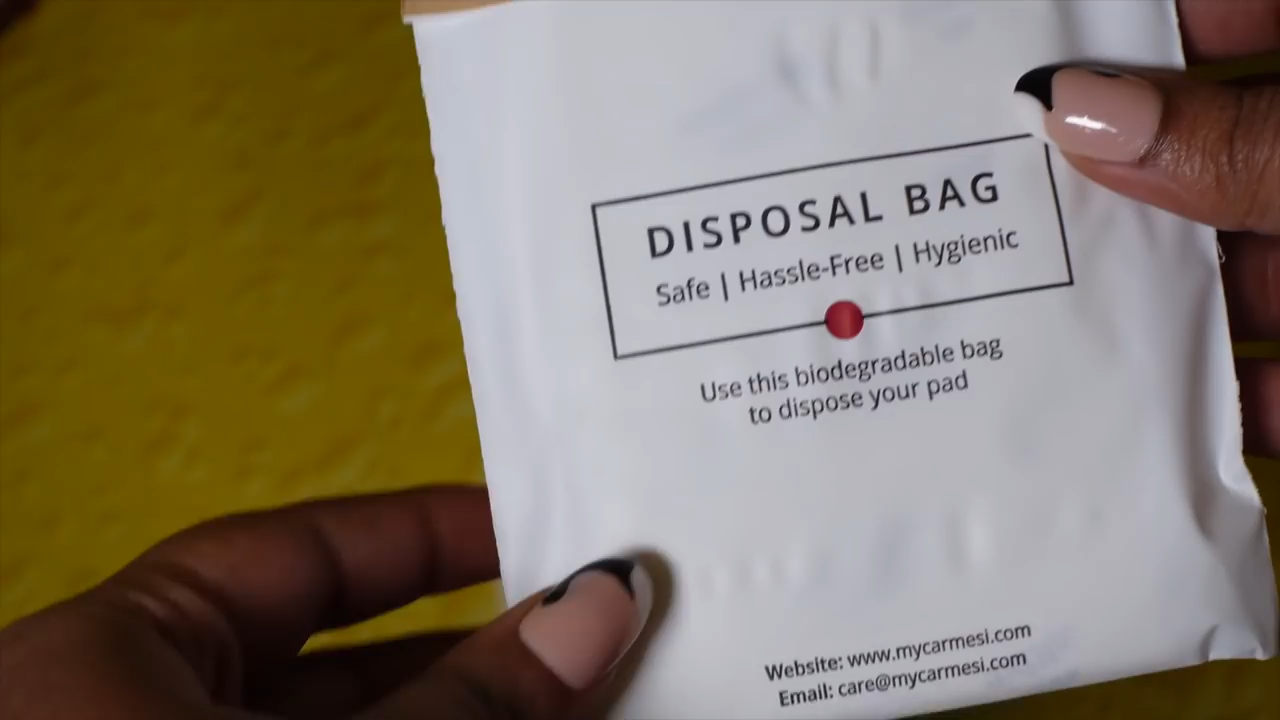 DISPOSAL BAG
Safe | Hassle-Free | Hygienic
Use this biodegradable bag
to dispose your pad
Website: www.mycarmesi.com
Email: care@mycarmesi.com